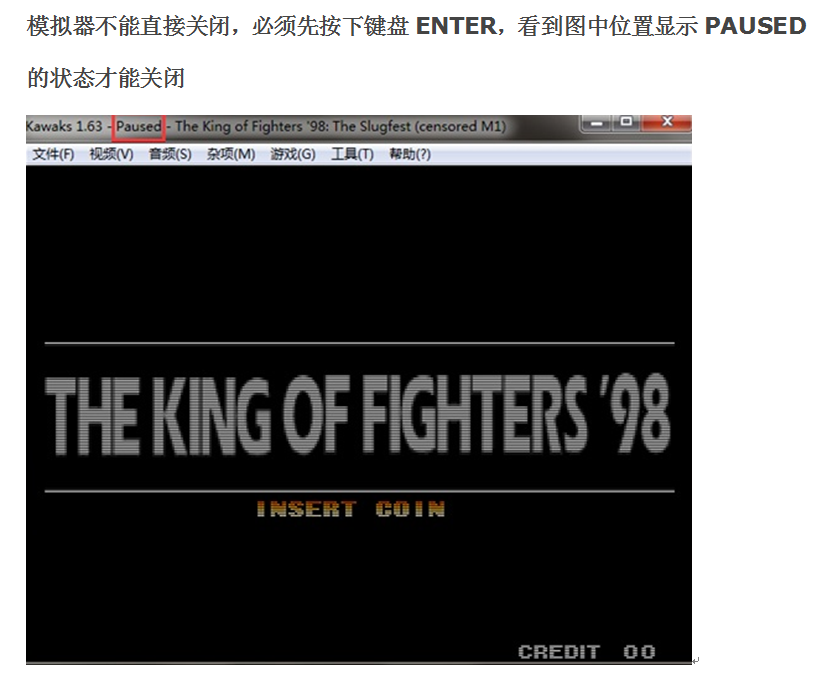 模拟器不能直接关闭，必须先按下键盘 ENTER，看到图中位置显示 PAUSED
的状态才能关闭
Kawaks 1.63 - Paused - The King of Fighters '98: The Slugfest (censored M1)
文件(F) 视频(V) 音频(S) 杂项(M) 游戏(G) 工具(T) 帮助(?)
THE KING OF FIGHTERS '98
INSERT COIN
CREDIT 00